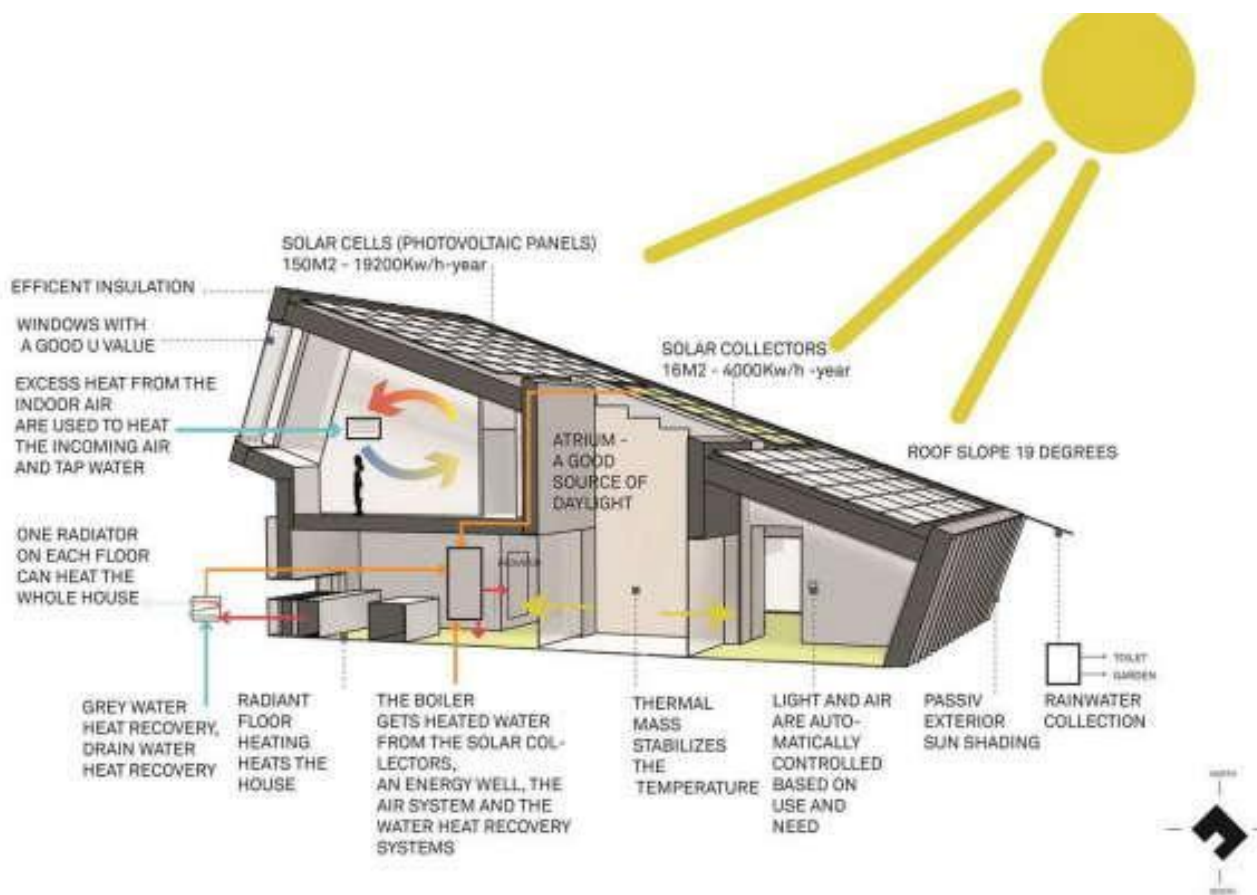 SOLAR CELLS (PHOTOVOLTAIC PANELS)
150M2 - 19200Kw/h-year
EFFICENT INSULATION
WINDOWS WITH
A GOOD U VALUE
EXCESS HEAT FROM THE
INDOOR AIR
ARE USED TO HEAT
THE INCOMING AIR
AND TAP WATER
ONE RADIATOR
ON EACH FLOOR
CAN HEAT THE
WHOLE HOUSE
SOLAR COLLECTORS
16M2 - 4000Kw/h -year
ATRIUM -
A GOOD
SOURCE OF
DAYLIGHT
ROOF SLOPE 19 DEGREES
GREY WATER
HEAT RECOVERY,
DRAIN WATER
HEAT RECOVERY
RADIANT
FLOOR
HEATING
HEATS THE
HOUSE
THE BOILER
GETS HEATED WATER
FROM THE SOLAR COL-
LECTORS,
AN ENERGY WELL, THE
AIR SYSTEM AND THE
WATER HEAT RECOVERY
SYSTEMS
THERMAL
MASS
STABILIZES
THE
TEMPERATURE
LIGHT AND AIR
ARE AUTO-
MATICALLY
CONTROLLED
BASED ON
USE AND
NEED
PASSIV
EXTERIOR
SUN SHADING
TOILET
GARDEN
RAINWATER
COLLECTION